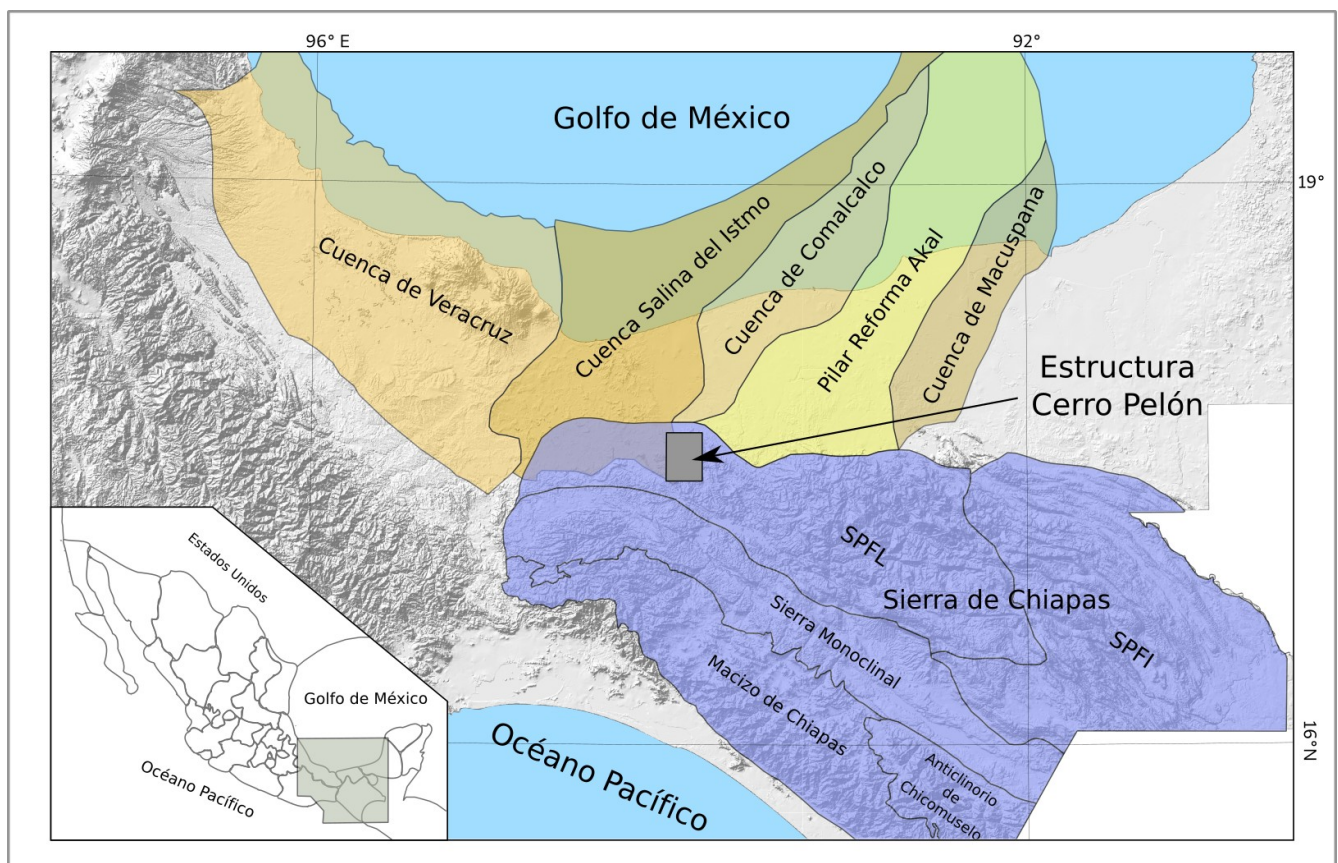 96° E
92°
Golfo de México
19°
Cuenca de Veracruz
Cuenca Salina del Istmo
Cuenca de Comalcalco
Pilar Reforma Akal
Cuenca de Macuspana
Estructura
Cerro Pelón
SPFL
Sierra de Chiapas
SPFI
Sierra Monoclinal
Macizo de Chiapas
Anticlinorio
de
Chicomuselo
16°N
Océano Pacífico
Estados Unidos
Golfo de México
Océano Pacífico